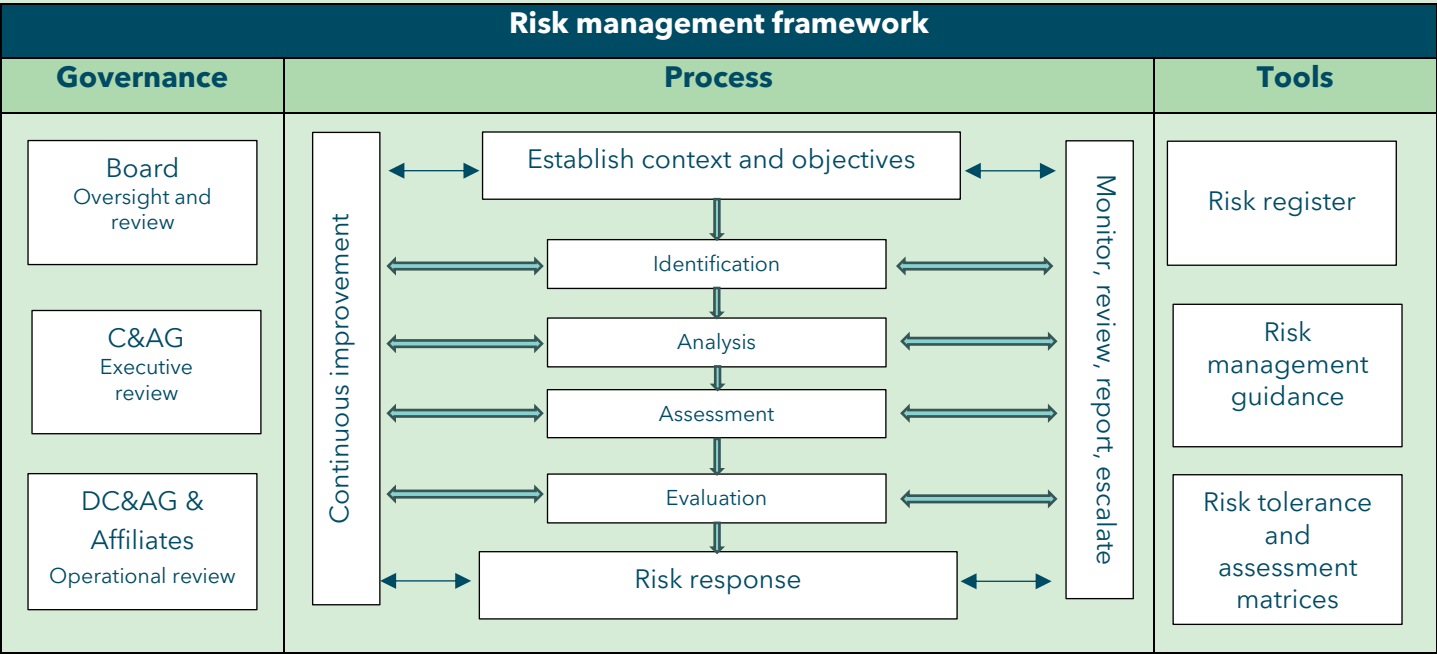 Risk management framework
Governance
Process
Tools
Board
Oversight and
review
C&AG
Executive
review
DC&AG &
Affiliates
Operational review
Continuous improvement
Establish context and objectives
Identification
Analysis
Assessment
Evaluation
Risk response
Monitor, review, report, escalate
Risk register
Risk
management
guidance
Risk tolerance
and
assessment
matrices